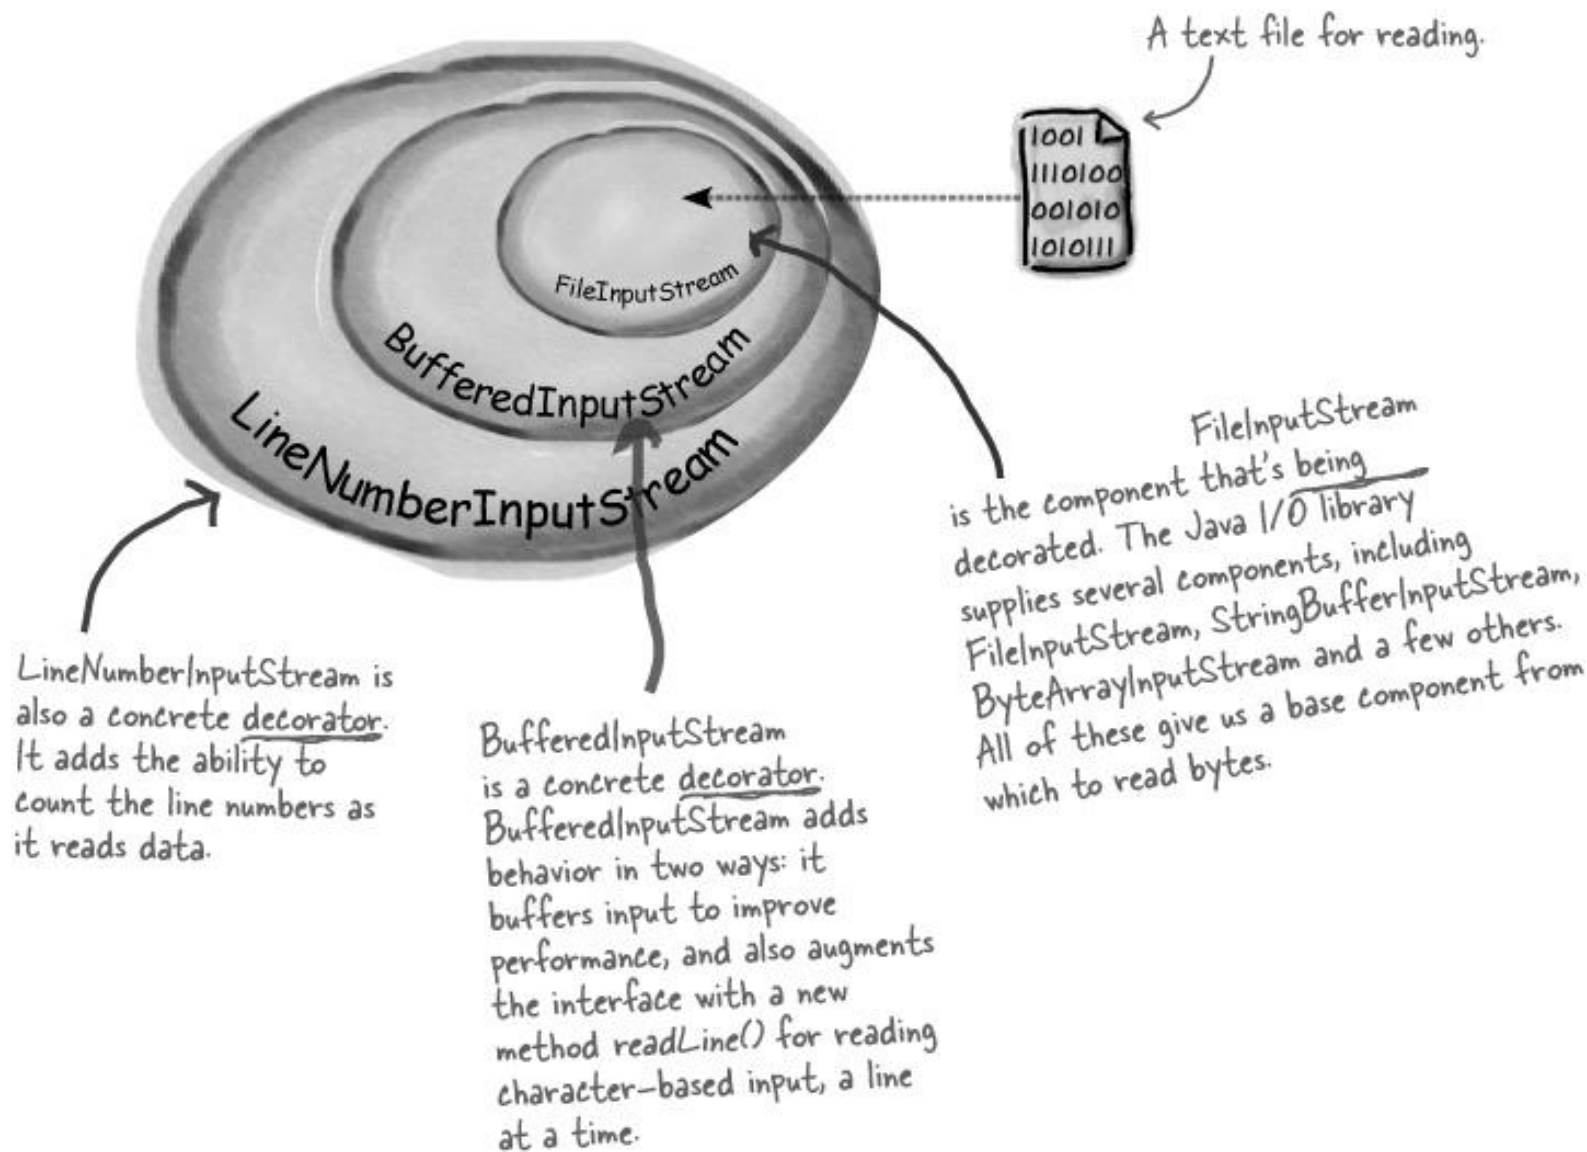 A text file for reading.
1001
1110100
001010
1010111
FileInputStream
BufferedInputStream
LineNumberInputStream
FileInputStream
is the component that's being
decorated. The Java I/O library
supplies several components, including
FileInputStream, StringBufferInputStream,
ByteArrayInputStream and a few others.
All of these give us a base component from
which to read bytes.
LineNumberInputStream is
also a concrete decorator.
It adds the ability to
count the line numbers as
it reads data.
BufferedInputStream
is a concrete decorator.
BufferedInputStream adds
behavior in two ways: it
buffers input to improve
performance, and also augments
the interface with a new
method readLine() for reading
character-based input, a line
at a time.